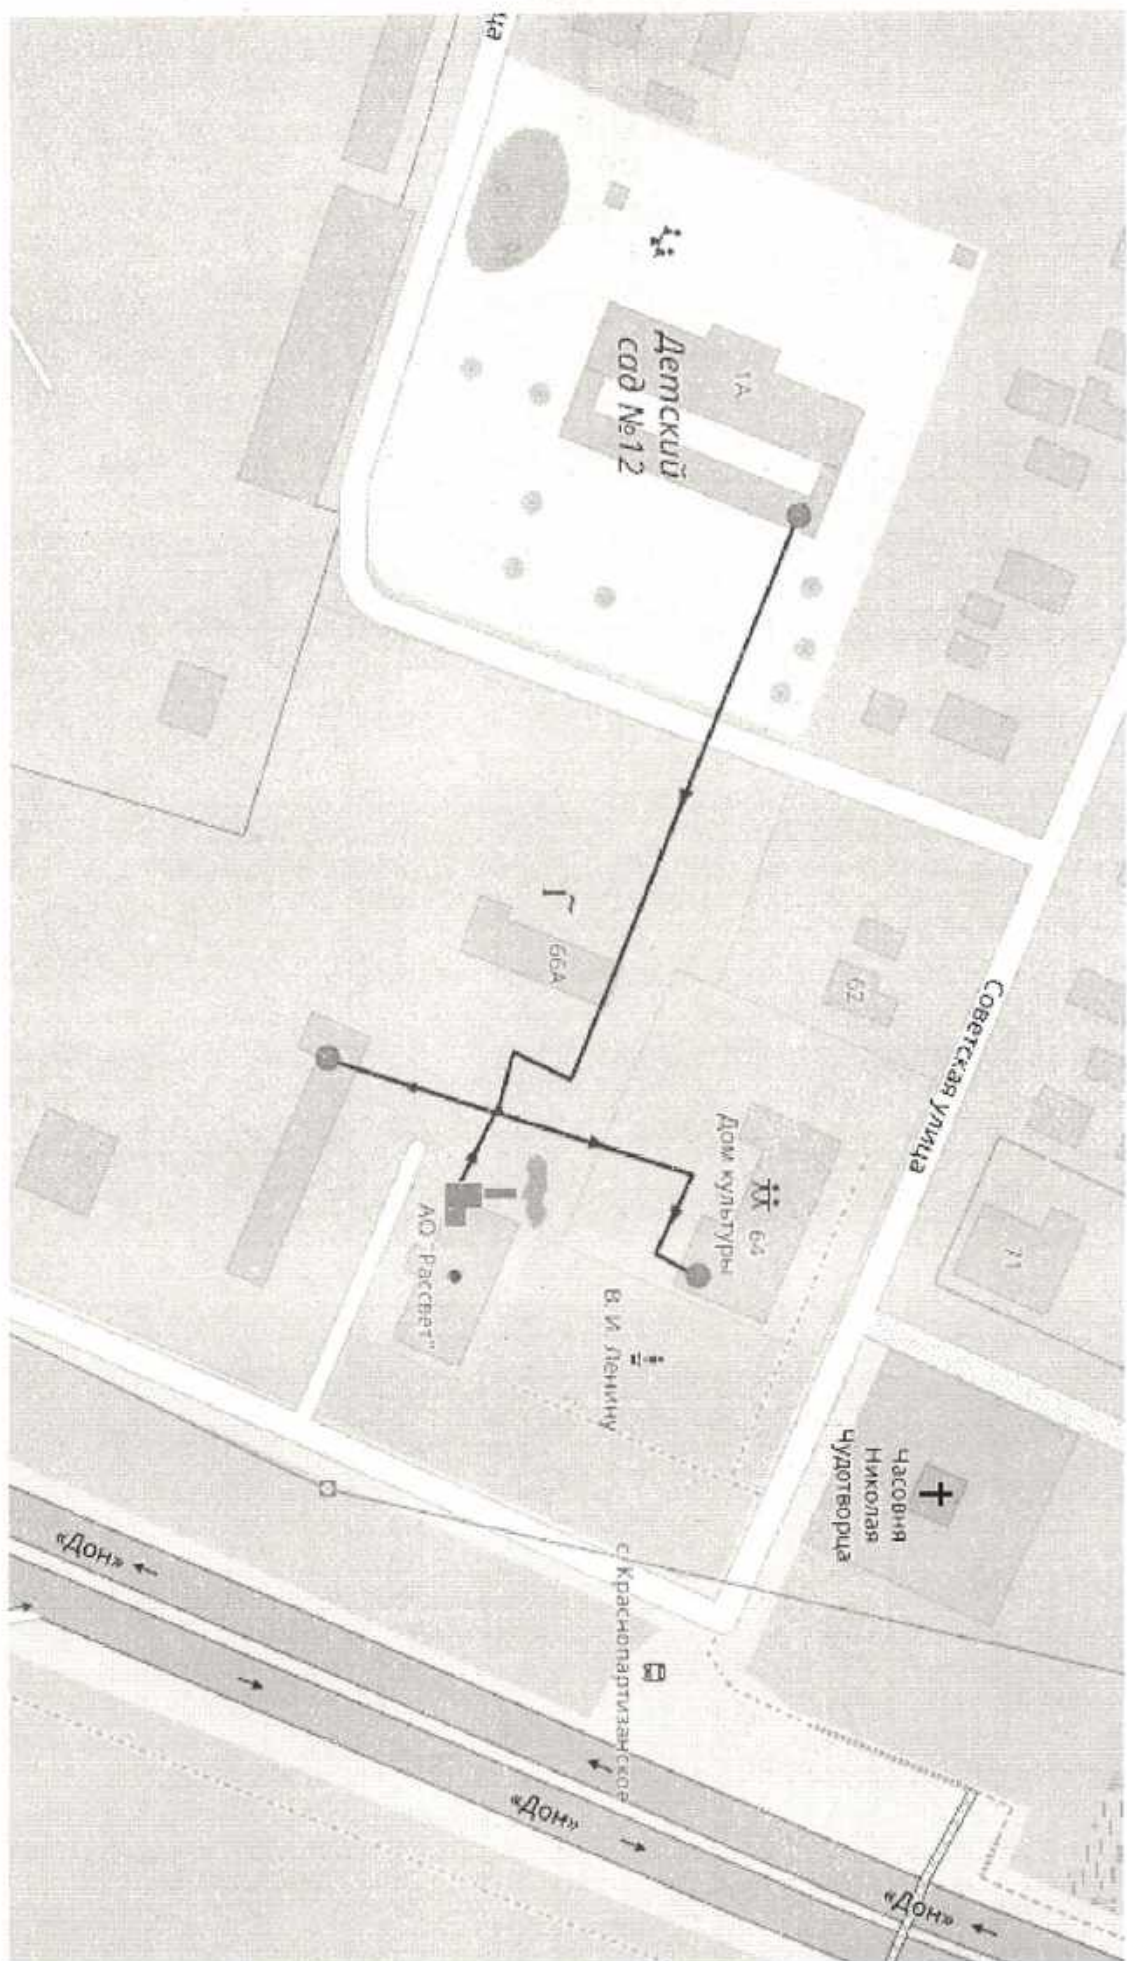 ца
Детский
сад №12
1А
66А
62
Советская улица
Дом культуры
64
71
АО "Рассвет"
В. И. Ленину
Часовня
Николая
Чудотворца
с. Краснопартизанское
«Дон»
«Дон»
«Дон»